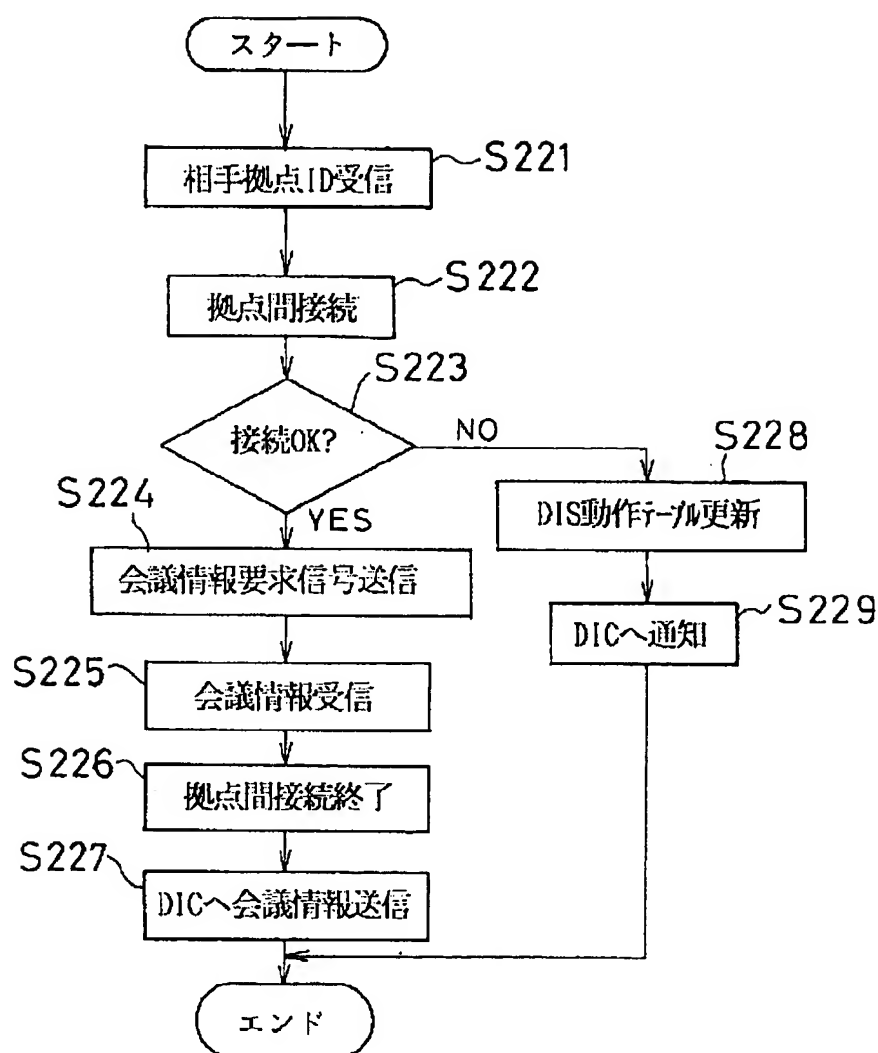 スタート
S221
相手拠点ID受信
S222
拠点間接続
S223
接続OK?
NO
YES
S224
会議情報要求信号送信
S225
会議情報受信
S226
拠点間接続終了
S227
DICへ会議情報送信
S228
DIS動作テーブル更新
S229
DICへ通知
エンド